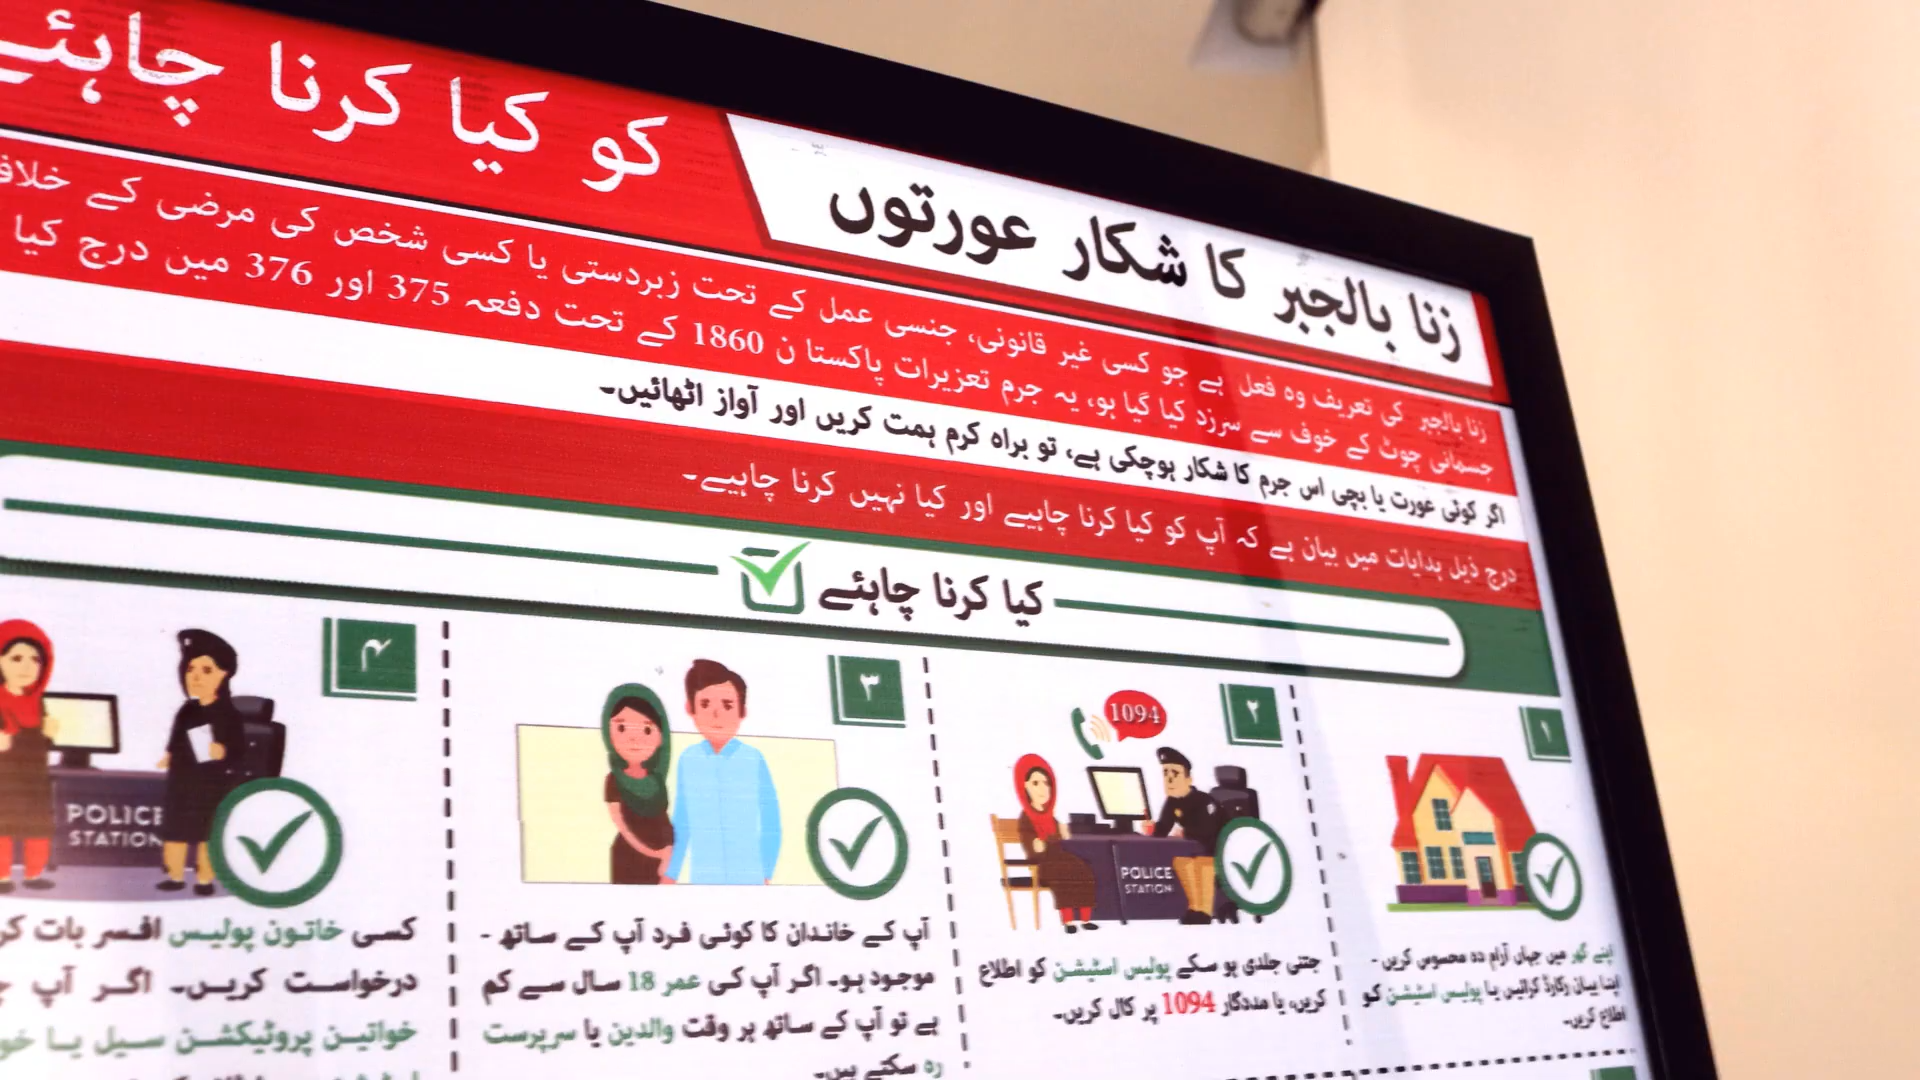 زنا بالجبر کا شکار عورتوں کو کیا کرنا چاہئے
زنا بالجبر کی تعریف وہ فعل ہے جو کسی غیر قانونی، جنسی عمل کے تحت زبردستی یا کسی شخص کی مرضی کے خلاف
جسمانی چوٹ کے خوف سے سرزد کیا گیا ہو، یہ جرم تعزیرات پاکستا ن 1860 کے تحت دفعہ 375 اور 376 میں درج کیا
اگر کوئی عورت یا بچی اس جرم کا شکار ہوچکی ہے، تو براہ کرم ہمت کریں اور آواز اٹھائیں۔
درج ذیل ہدایات میں بیان ہے کہ آپ کو کیا کرنا چاہیے اور کیا نہیں کرنا چاہیے۔
کیا کرنا چاہئے
۱
اپنے گھر میں جہاں آرام دہ محسوس کریں -
اپنا بیان رکارڈ کرائیں یا پولیس اسٹیشن کو
اطلاع کریں۔
۲
1094
POLICE
STATION
جتنی جلدی ہو سکے پولیس اسٹیشن کو اطلاع
کریں، یا مددگار 1094 پر کال کریں۔
۳
آپ کے خاندان کا کوئی فرد آپ کے ساتھ -
موجود ہو۔ اگر آپ کی عمر 18 سال سے کم
ہے تو آپ کے ساتھ ہر وقت والدین یا سرپرست
رہ سکتے ہیں۔
۴
POLICE
STATION
کسی خاتون پولیس افسر بات کر
درخواست کریں۔ اگر آپ
خواتین پروٹیکشن سیل یا